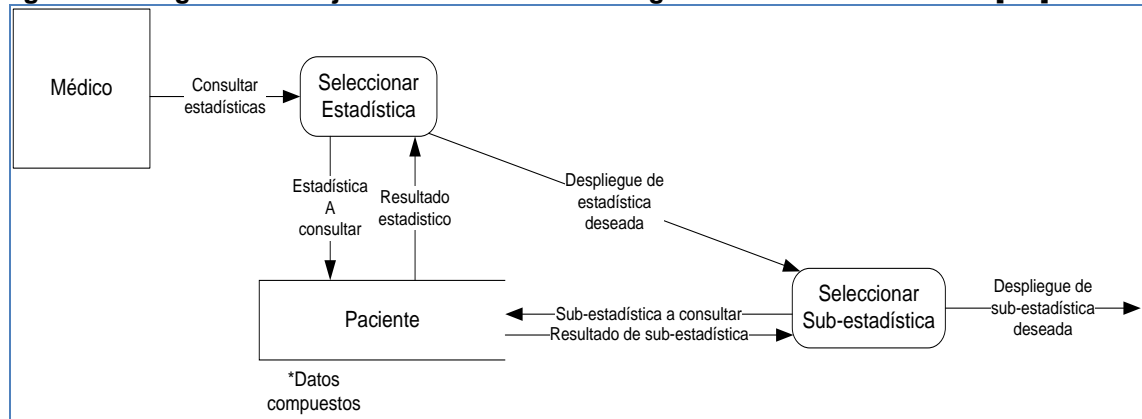 Médico
Consultar
estadísticas
Seleccionar
Estadística
Estadística
A
consultar
Resultado
estadistico
Despliegue de
estadística
deseada
Paciente
*Datos
compuestos
Sub-estadística a consultar
Resultado de sub-estadística
Seleccionar
Sub-estadística
Despliegue de
sub-estadística
deseada